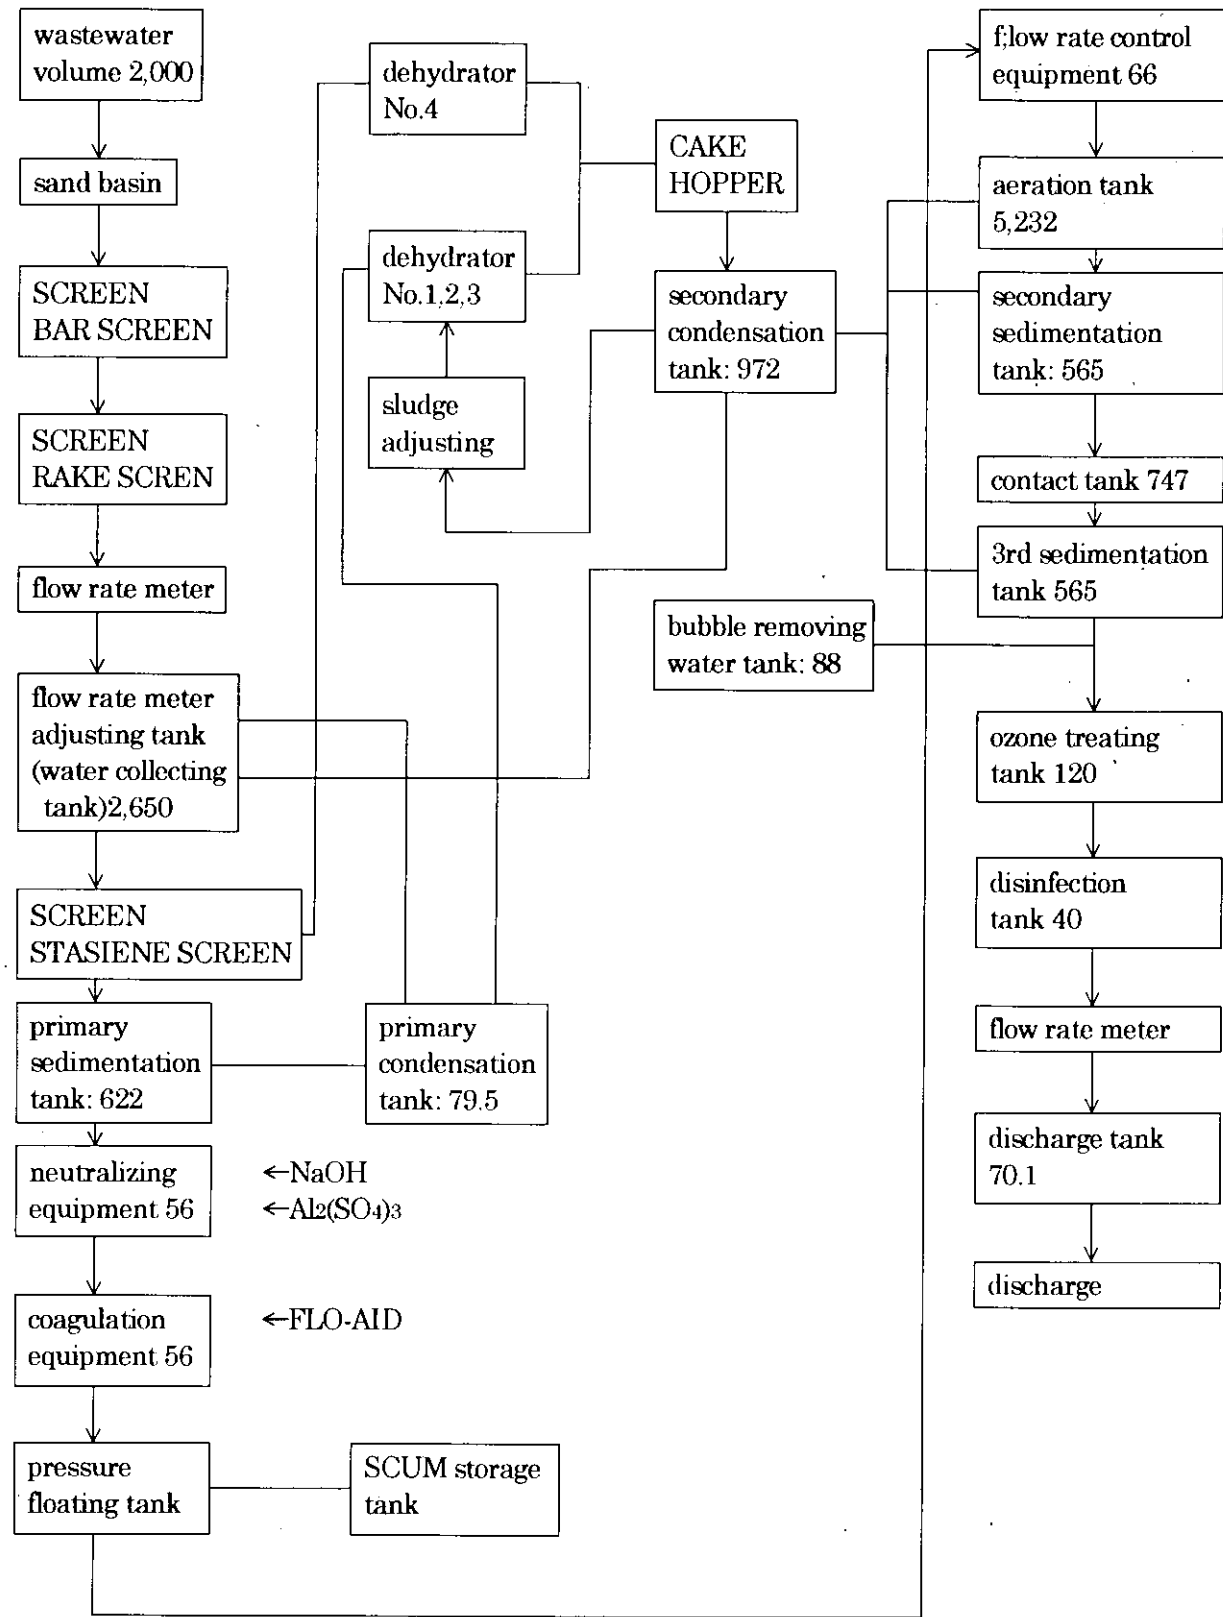 wastewater
volume 2,000
sand basin
SCREEN
BAR SCREEN
SCREEN
RAKE SCREN
flow rate meter
flow rate meter
adjusting tank
(water collecting
tank)2,650
SCREEN
STASIENE SCREEN
primary
sedimentation
tank: 622
neutralizing
equipment 56
←NaOH
←Al2(SO4)3
coagulation
equipment 56
←FLO-AID
pressure
floating tank
SCUM storage
tank
dehydrator
No.4
dehydrator
No.1,2,3
sludge
adjusting
primary
condensation
tank: 79.5
CAKE
HOPPER
secondary
condensation
tank: 972
bubble removing
water tank: 88
f;low rate control
equipment 66
aeration tank
5,232
secondary
sedimentation
tank: 565
contact tank 747
3rd sedimentation
tank 565
ozone treating
tank 120
disinfection
tank 40
flow rate meter
discharge tank
70.1
discharge